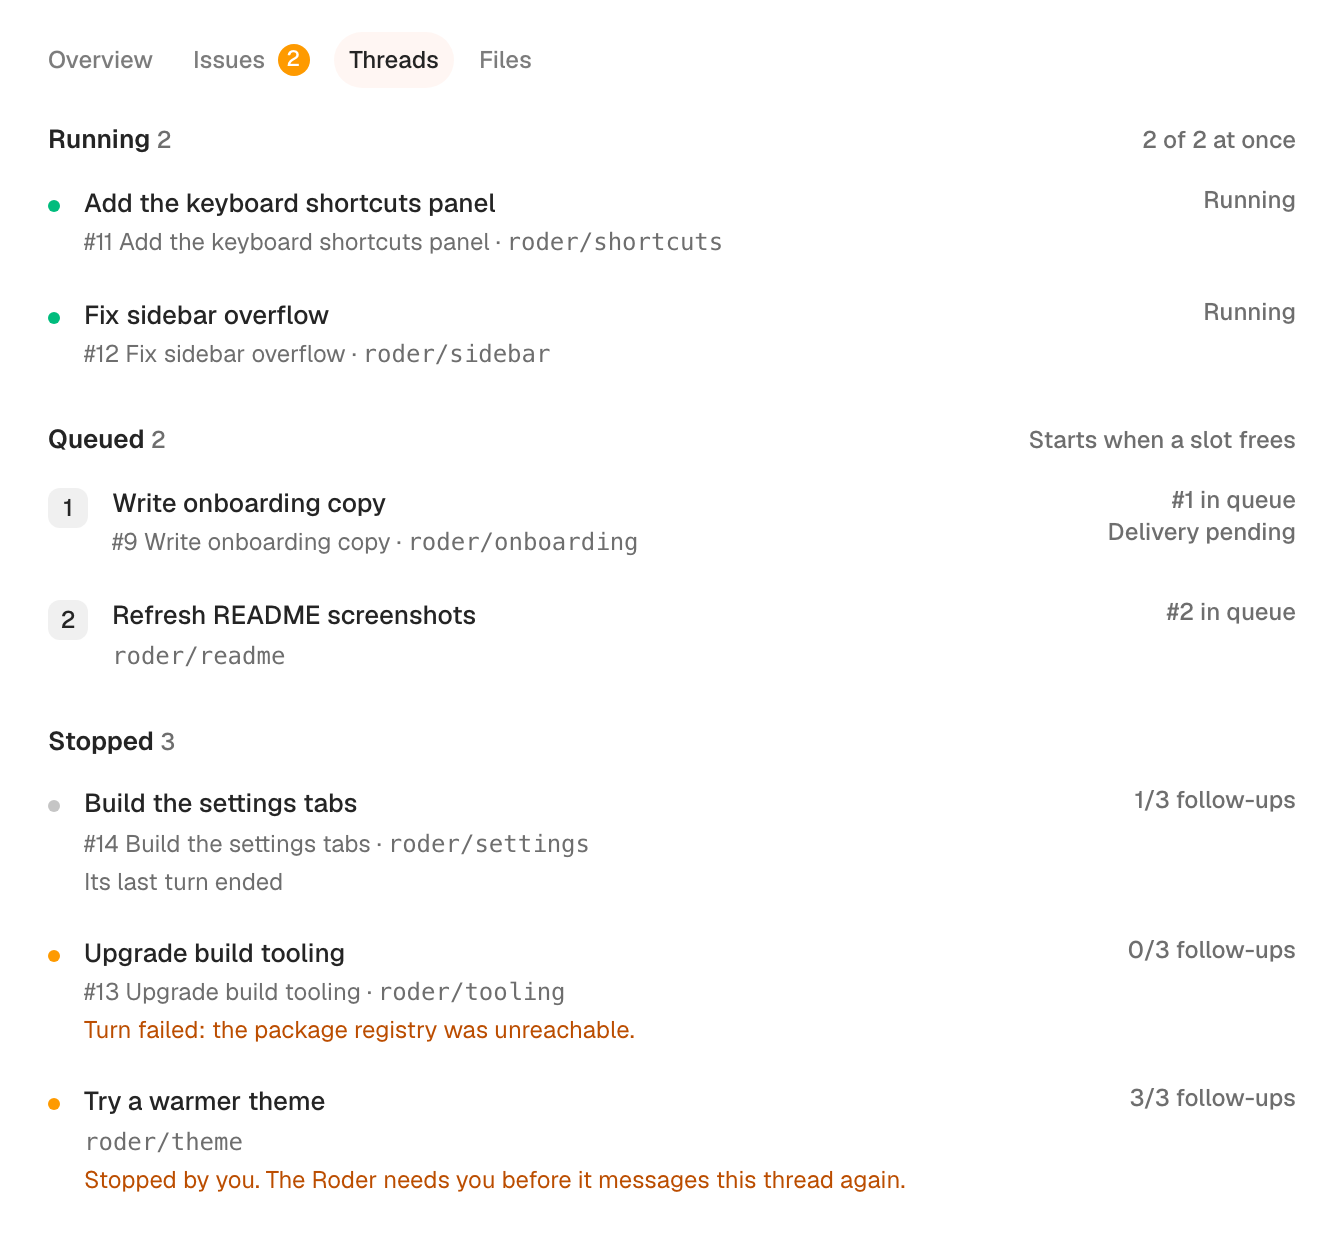 Overview Issues 2 Threads Files
Running 2 2 of 2 at once
Add the keyboard shortcuts panel Running
#11 Add the keyboard shortcuts panel · roder/shortcuts
Fix sidebar overflow Running
#12 Fix sidebar overflow · roder/sidebar
Queued 2 Starts when a slot frees
1 Write onboarding copy #1 in queue
#9 Write onboarding copy · roder/onboarding Delivery pending
2 Refresh README screenshots #2 in queue
roder/readme
Stopped 3
Build the settings tabs 1/3 follow-ups
#14 Build the settings tabs · roder/settings
Its last turn ended
Upgrade build tooling 0/3 follow-ups
#13 Upgrade build tooling · roder/tooling
Turn failed: the package registry was unreachable.
Try a warmer theme 3/3 follow-ups
roder/theme
Stopped by you. The Roder needs you before it messages this thread again.